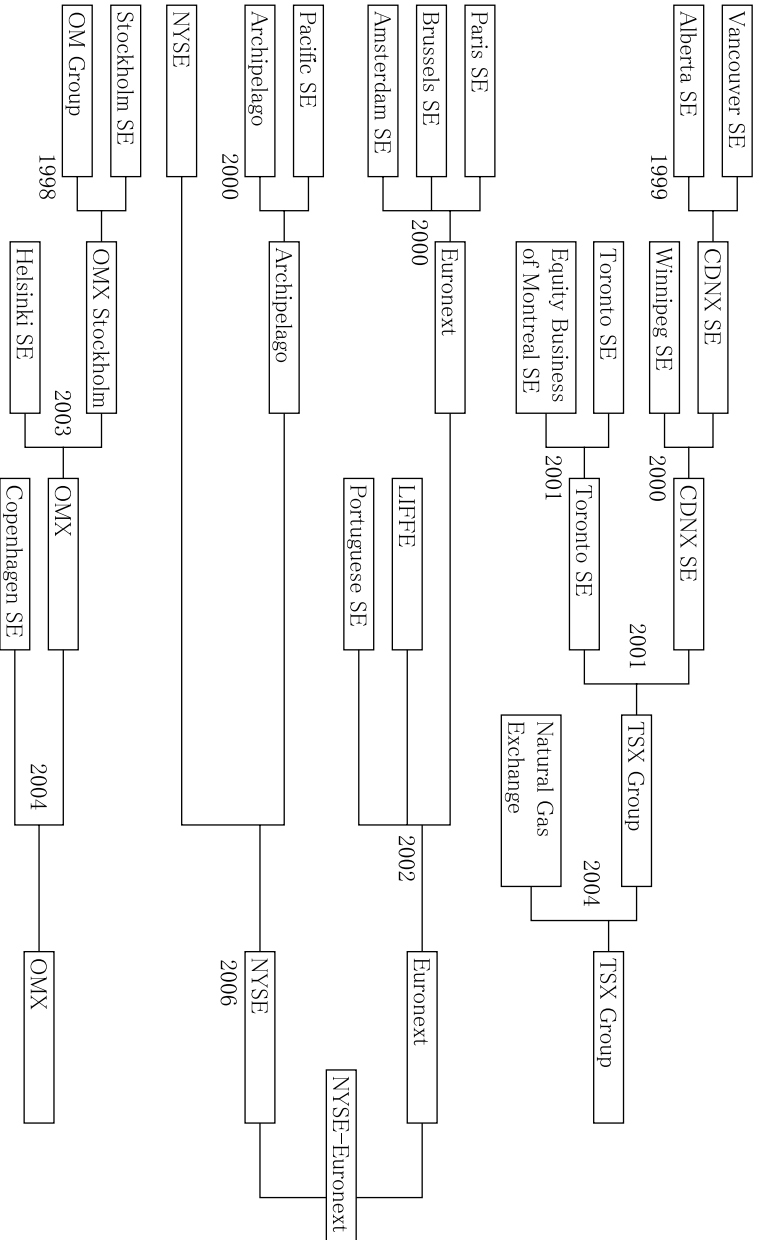 Vancouver SE
Alberta SE
1999
CDNX SE
Winnipeg SE
2000
CDNX SE
Toronto SE
Equity Business
of Montreal SE
2001
Toronto SE
2001
TSX Group
Natural Gas
Exchange
2004
TSX Group
Paris SE
Brussels SE
Amsterdam SE
2000
Euronext
LIFFE
Portuguese SE
2002
Euronext
Pacific SE
Archipelago
2000
Archipelago
NYSE
NYSE
2006
NYSE–Euronext
Stockholm SE
OM Group
1998
OMX Stockholm
Helsinki SE
2003
OMX
Copenhagen SE
2004
OMX